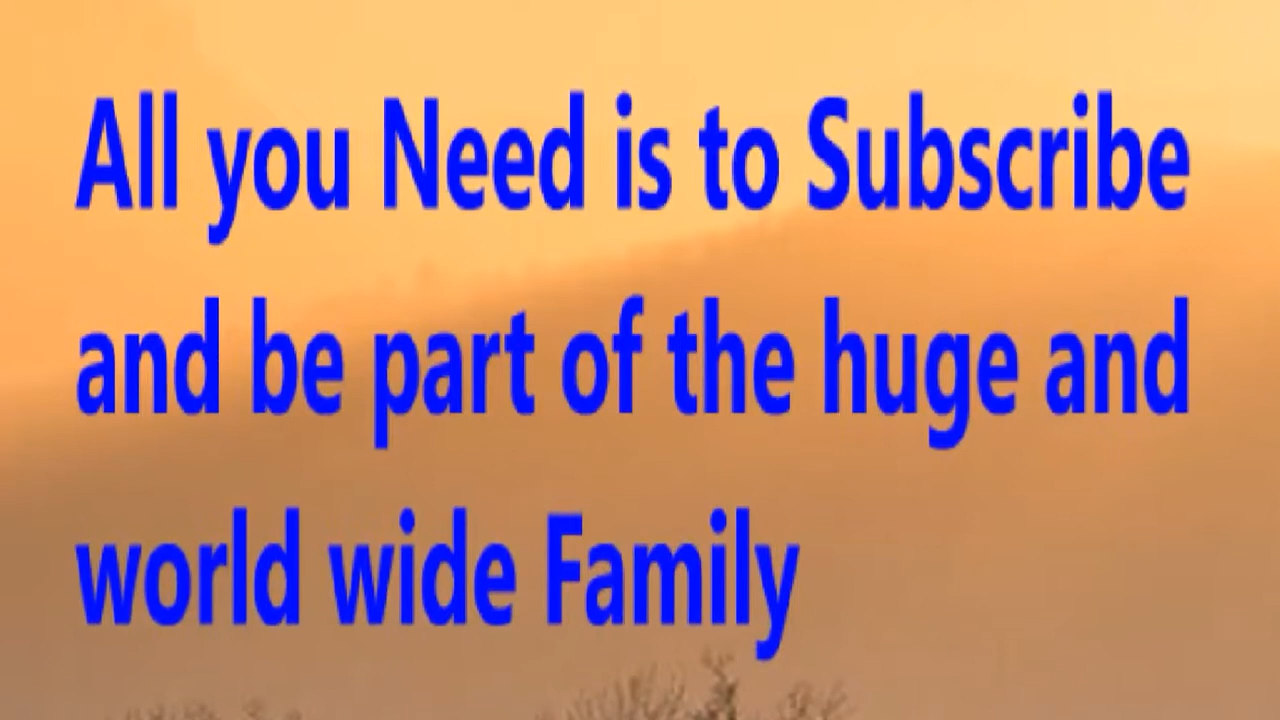 All you Need is to Subscribe
and be part of the huge and
world wide Family